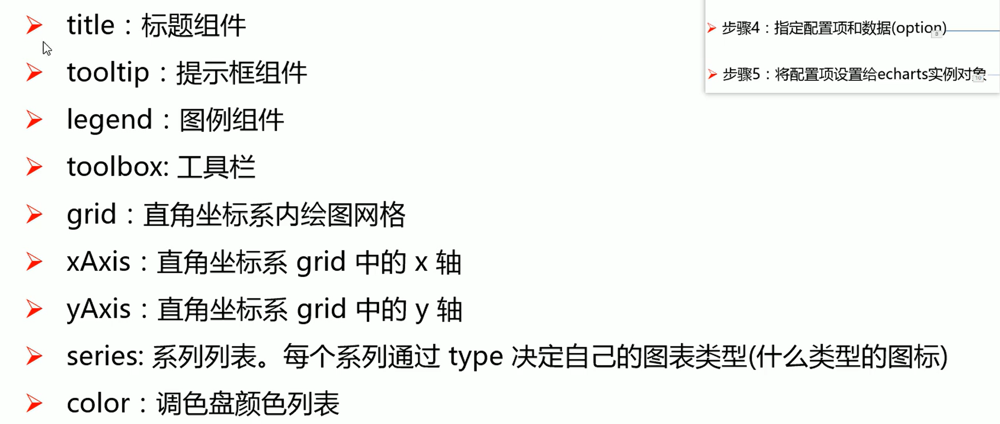 title：标题组件
tooltip：提示框组件
legend：图例组件
toolbox: 工具栏
grid：直角坐标系内绘图网格
xAxis：直角坐标系 grid 中的 x 轴
yAxis：直角坐标系 grid 中的 y 轴
series: 系列列表。每个系列通过 type 决定自己的图表类型(什么类型的图标)
color：调色盘颜色列表
步骤4：指定配置项和数据(option)
8
步骤5：将配置项设置给echarts实例对象
10